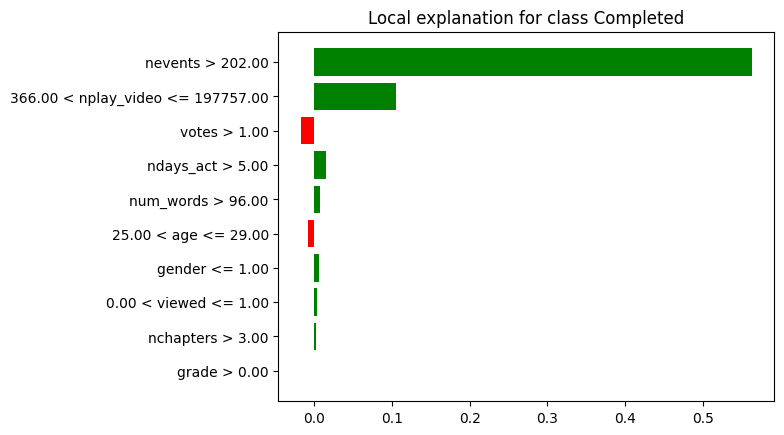 Local explanation for class Completed
nevents > 202.00
366.00 < nplay_video <= 197757.00
votes > 1.00
ndays_act > 5.00
num_words > 96.00
25.00 < age <= 29.00
gender <= 1.00
0.00 < viewed <= 1.00
nchapters > 3.00
grade > 0.00
0.0 0.1 0.2 0.3 0.4 0.5